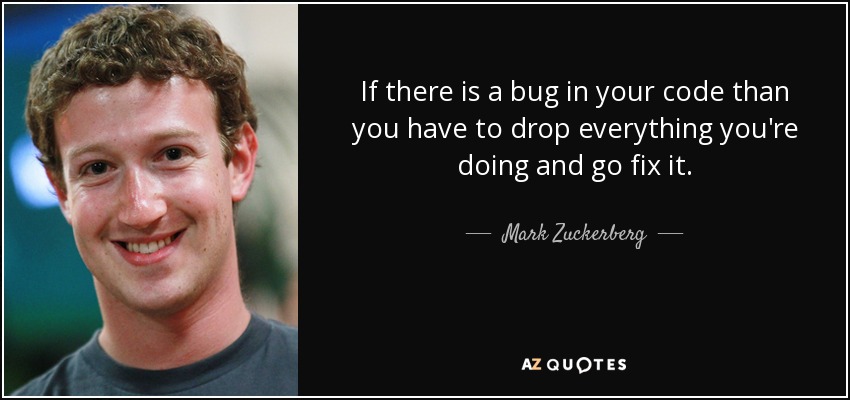 If there is a bug in your code than
you have to drop everything you're
doing and go fix it.
Mark Zuckerberg
AZ QUOTES